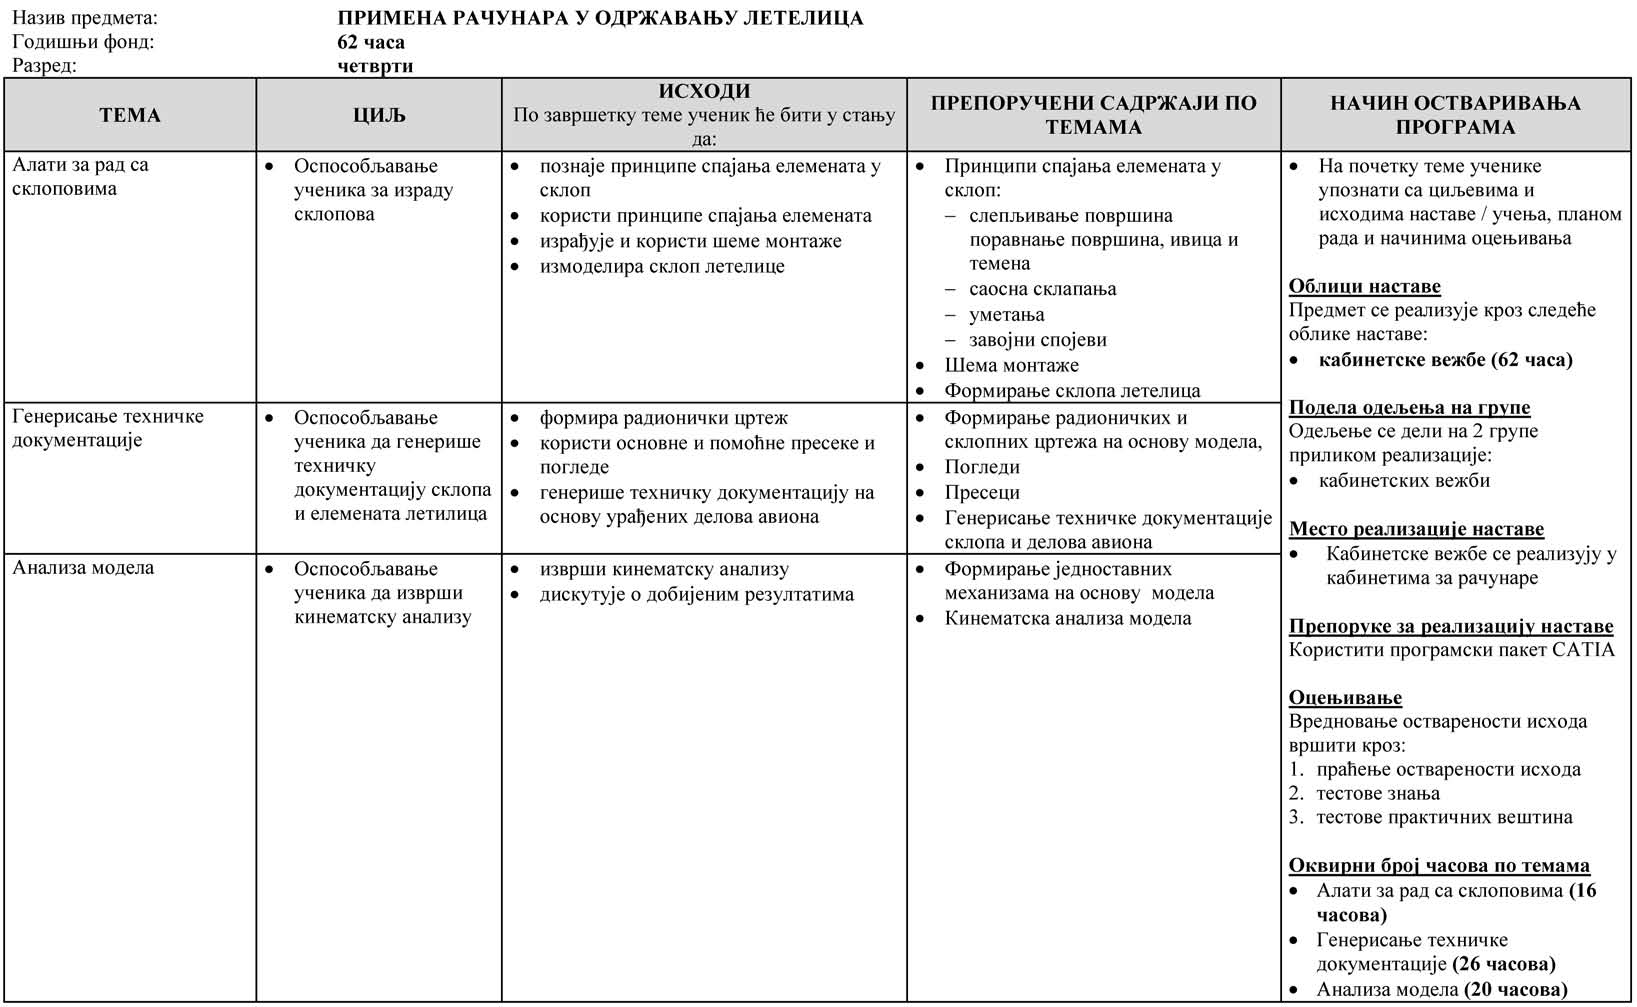 Назив предмета: ПРИМЕНА РАЧУНАРА У ОДРЖАВАЊУ ЛЕТЕЛИЦА
Годишњи фонд: 62 часа
Разред: четврти
ТЕМА
ЦИЉ
ИСХОДИ
По завршетку теме ученик ће бити у стању
да:
ПРЕПОРУЧЕНИ САДРЖАЈИ ПО
ТЕМАМА
НАЧИН ОСТВАРИВАЊА
ПРОГРАМА
Алати за рад са
склоповима
• Оспособљавање
ученика за израду
склопова
• познаје принципе спајања елемената у
склоп
• користи принципе спајања елемената
• израђује и користи шеме монтаже
• измоделира склоп летелице
• Принципи спајања елемената у
склоп:
– слепљивање површина
поравнање површина, ивица и
темена
– саосна склапања
– уметања
– завојни спојеви
• Шема монтаже
• Формирање склопа летелица
Генерисање техничке
документације
• Оспособљавање
ученика да генерише
техничку
документацију склопа
и елемената летилица
• формира радионички цртеж
• користи основне и помоћне пресеке и
погледе
• генерише техничку документацију на
основу урађених делова авиона
• Формирање радионичких и
склопних цртежа на основу модела,
• Погледи
• Пресеци
• Генерисање техничке документације
склопа и делова авиона
Анализа модела
• Оспособљавање
ученика да изврши
кинематску анализу
• изврши кинематску анализу
• дискутује о добијеним резултатима
• Формирање једноставних
механизама на основу модела
• Кинематска анализа модела
• На почетку теме ученике
упознати са циљевима и
исходима наставе / учења, планом
рада и начинима оцењивања
Облици наставе
Предмет се реализује кроз следеће
облике наставе:
• кабинетске вежбе (62 часа)
Подела одељења на групе
Одељење се дели на 2 групе
приликом реализације:
• кабинетских вежби
Место реализације наставе
• Кабинетске вежбе се реализују у
кабинетима за рачунаре
Препоруке за реализацију наставе
Користити програмски пакет CATIA
Оцењивање
Вредновање остварености исхода
вршити кроз:
1. праћење остварености исхода
2. тестове знања
3. тестове практичних вештина
Оквирни број часова по темама
• Алати за рад са склоповима (16
часова)
• Генерисање техничке
документације (26 часова)
• Анализа модела (20 часова)